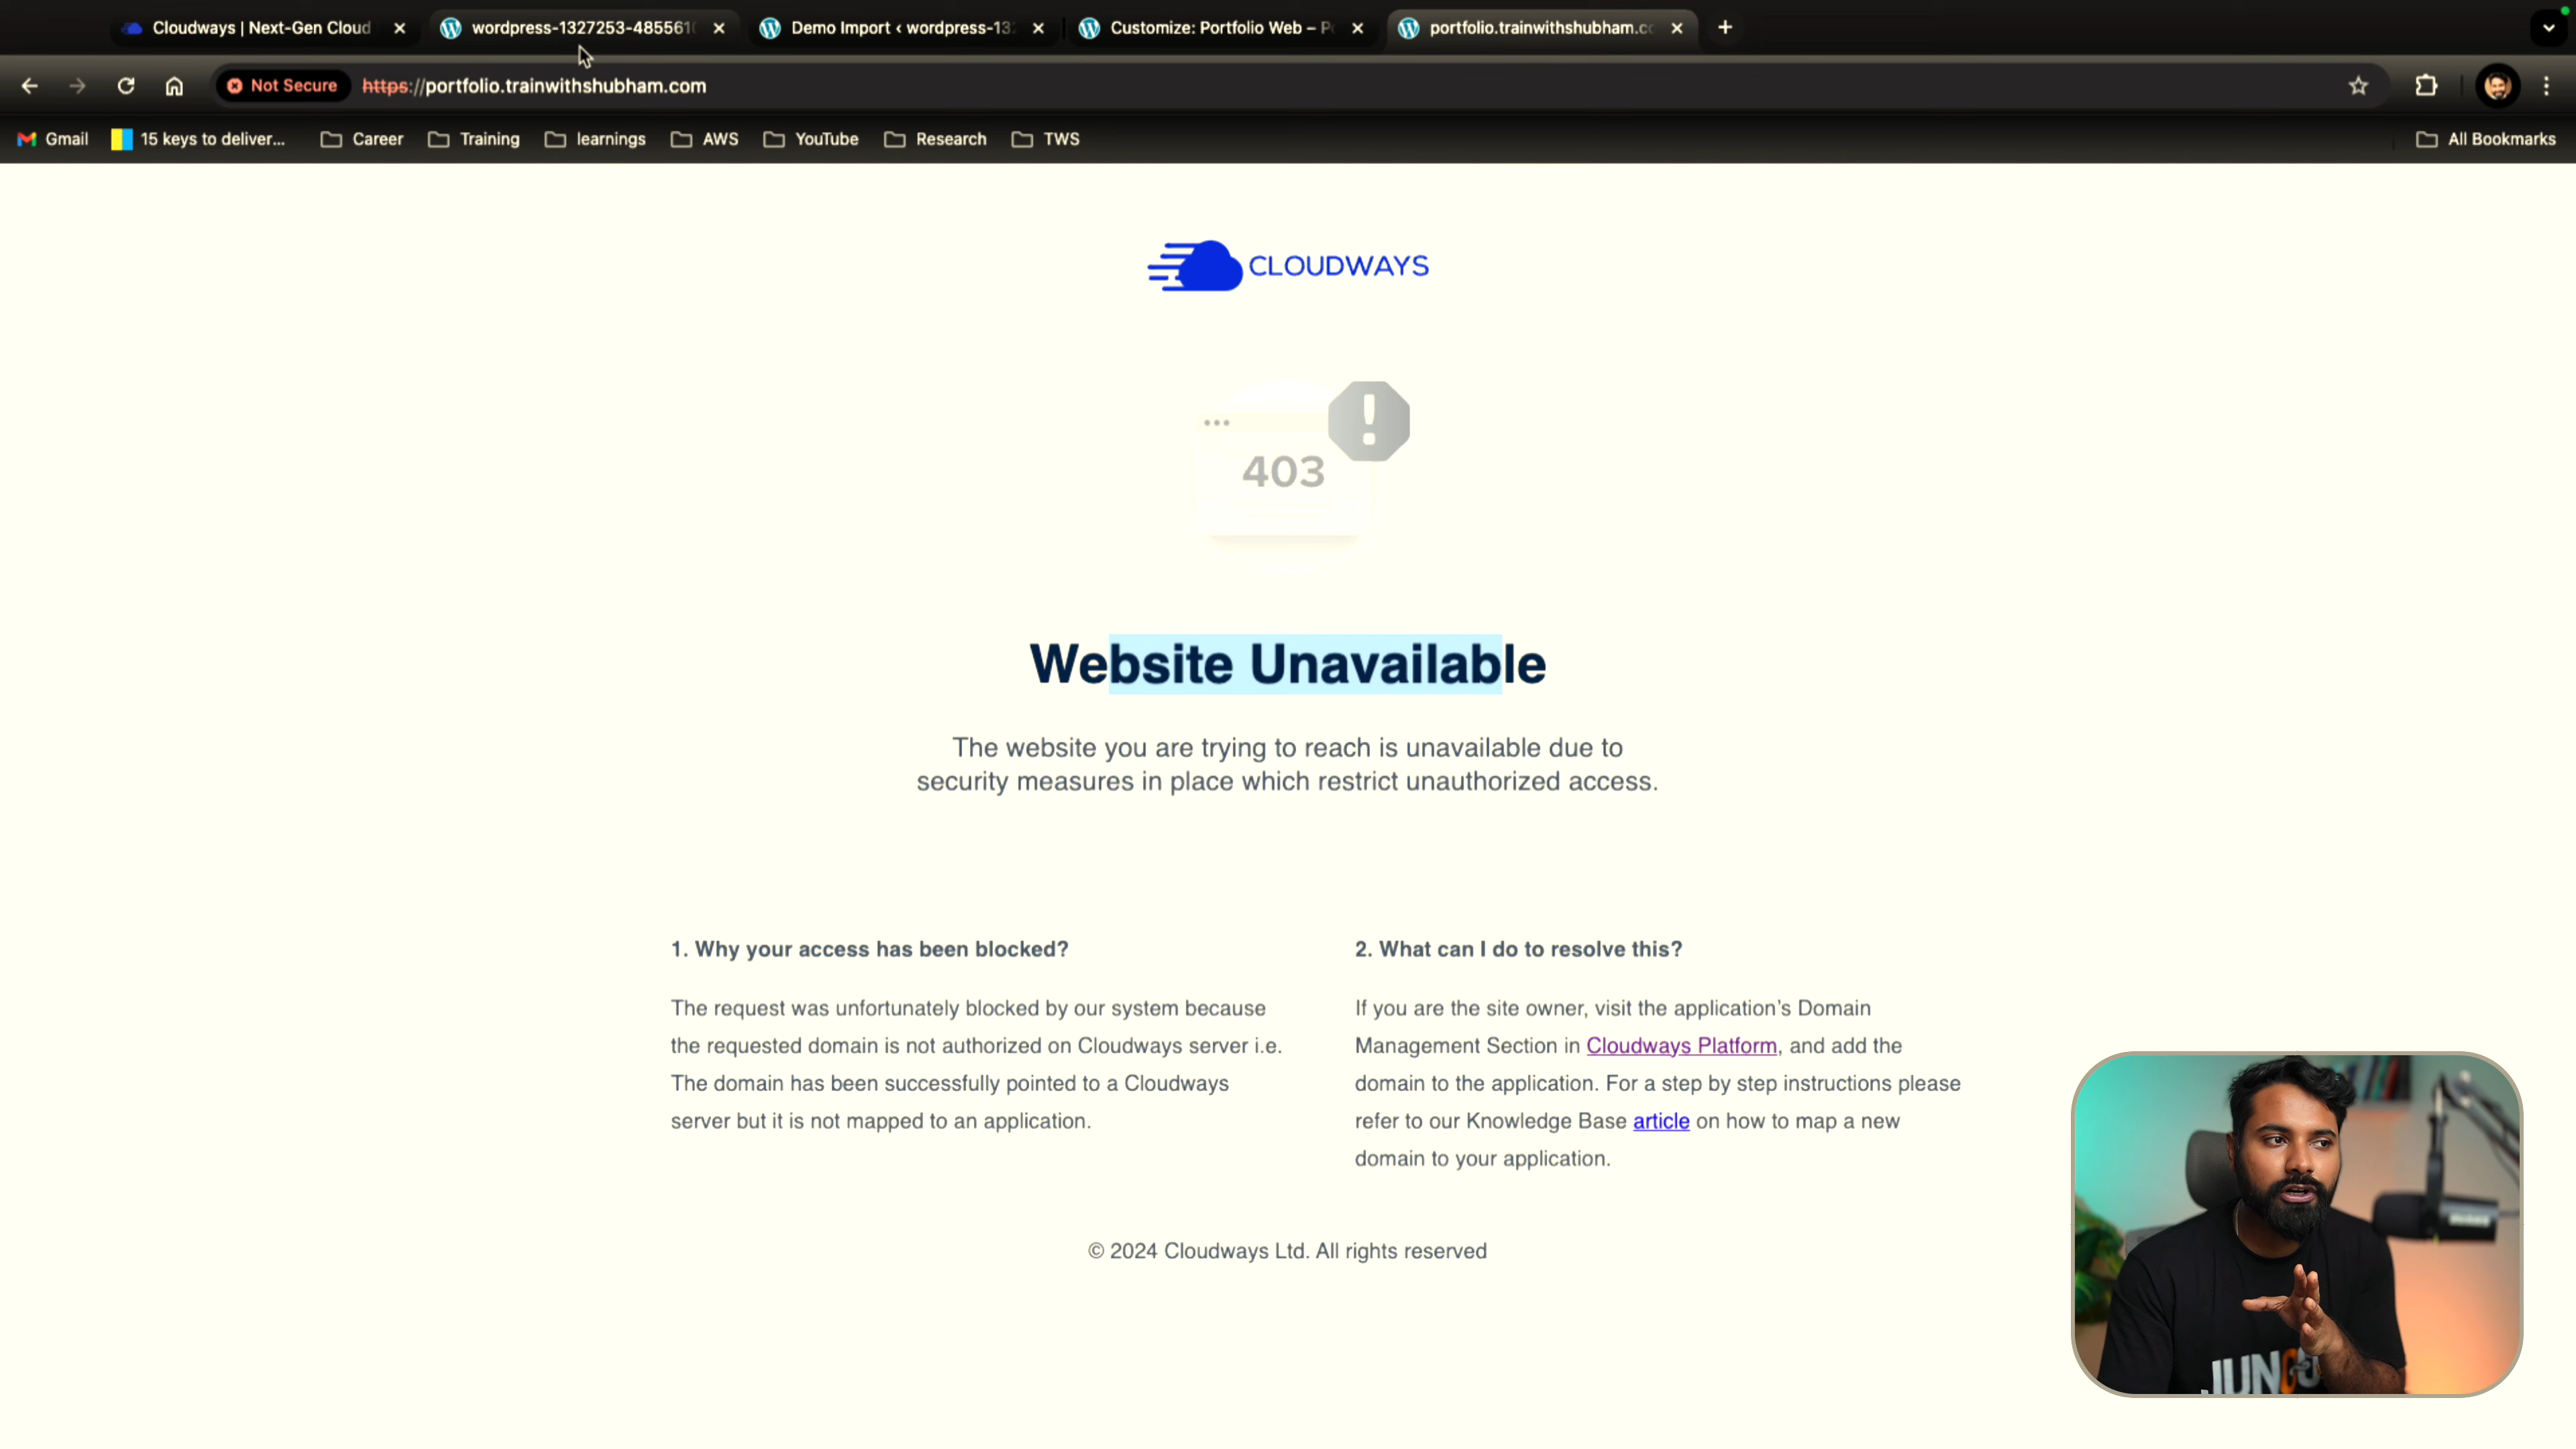 Cloudways | Next-Gen Cloud
wordpress-1327253-485561
Demo Import ‹ wordpress-13
Customize: Portfolio Web – P
portfolio.trainwithshubham.c
Not Secure
https://portfolio.trainwithshubham.com
Gmail
15 keys to deliver...
Career
Training
learnings
AWS
YouTube
Research
TWS
All Bookmarks
CLOUDWAYS
403
Website Unavailable
The website you are trying to reach is unavailable due to
security measures in place which restrict unauthorized access.
1. Why your access has been blocked?
The request was unfortunately blocked by our system because
the requested domain is not authorized on Cloudways server i.e.
The domain has been successfully pointed to a Cloudways
server but it is not mapped to an application.
2. What can I do to resolve this?
If you are the site owner, visit the application's Domain
Management Section in Cloudways Platform, and add the
domain to the application. For a step by step instructions please
refer to our Knowledge Base article on how to map a new
domain to your application.
© 2024 Cloudways Ltd. All rights reserved